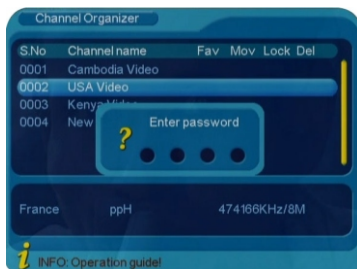 Channel Organizer
S.No Channel name Fav Mov Lock Del
0001 Cambodia Video
0002 USA Video
0003 Kenya Video
0004 New
Enter password
?
France ppH 474166KHz/8M
i INFO: Operation guide!